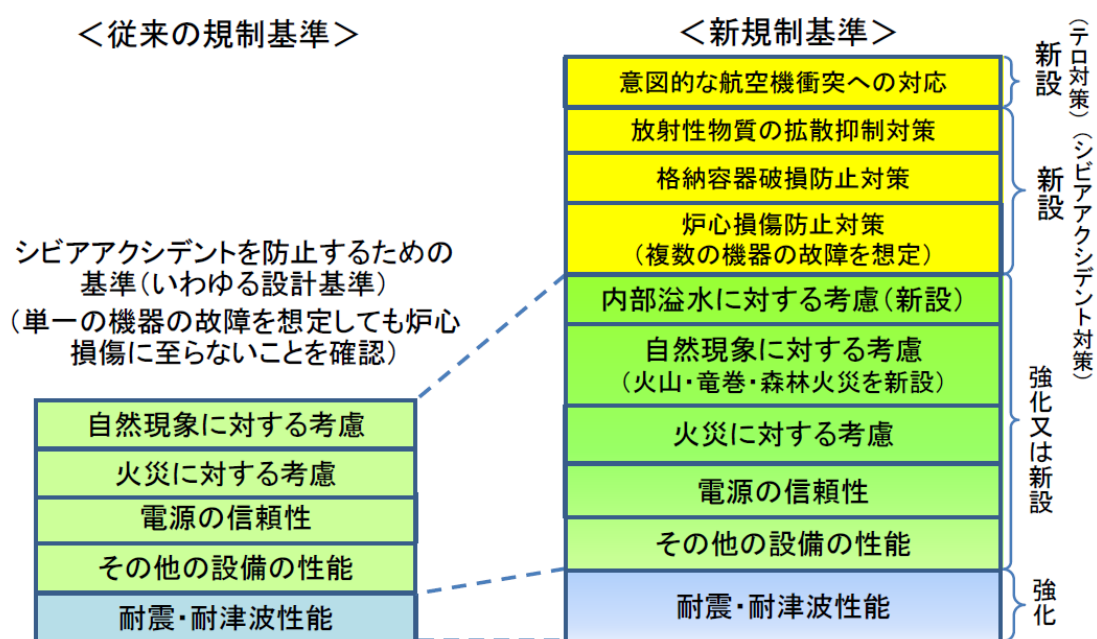 ＜従来の規制基準＞
シビアアクシデントを防止するための
基準（いわゆる設計基準）
（単一の機器の故障を想定しても炉心
損傷に至らないことを確認）
自然現象に対する考慮
火災に対する考慮
電源の信頼性
その他の設備の性能
耐震・耐津波性能
＜新規制基準＞
意図的な航空機衝突への対応
放射性物質の拡散抑制対策
格納容器破損防止対策
炉心損傷防止対策
（複数の機器の故障を想定）
内部溢水に対する考慮（新設）
自然現象に対する考慮
（火山・竜巻・森林火災を新設）
火災に対する考慮
電源の信頼性
その他の設備の性能
耐震・耐津波性能
新設
（テロ対策）
新設
（シビアアクシデント対策）
強化又は新設
強化